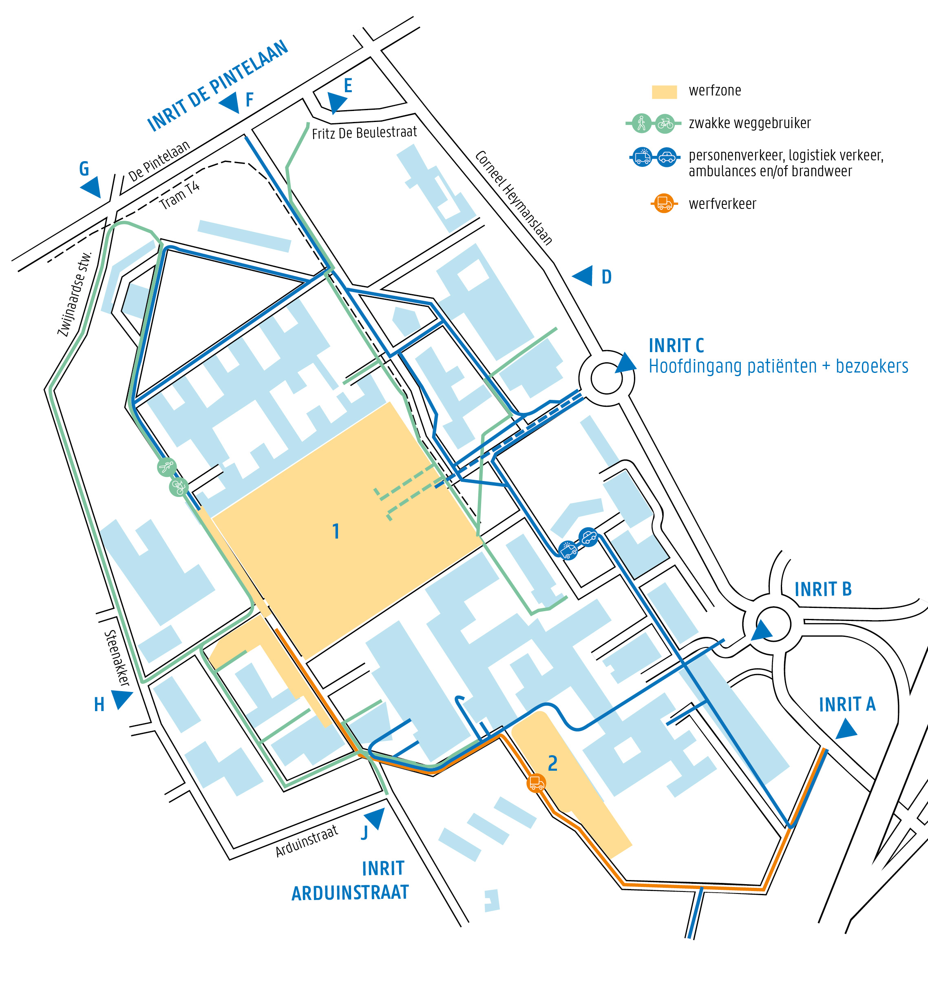 INRIT DE PINTELAAN
F
E
G
De Pintelaan
Tram T4
Fritz De Beulestraat
Corneel Heymanslaan
Zwijnaardse stw.
werfzone
zwakke weggebruiker
personenverkeer, logistiek verkeer,
ambulances en/of brandweer
werfverkeer
D
INRIT C
Hoofdingang patiënten + bezoekers
1
INRIT B
Steenakker
H
INRIT A
2
J
Arduinstraat
INRIT
ARDUINSTRAAT